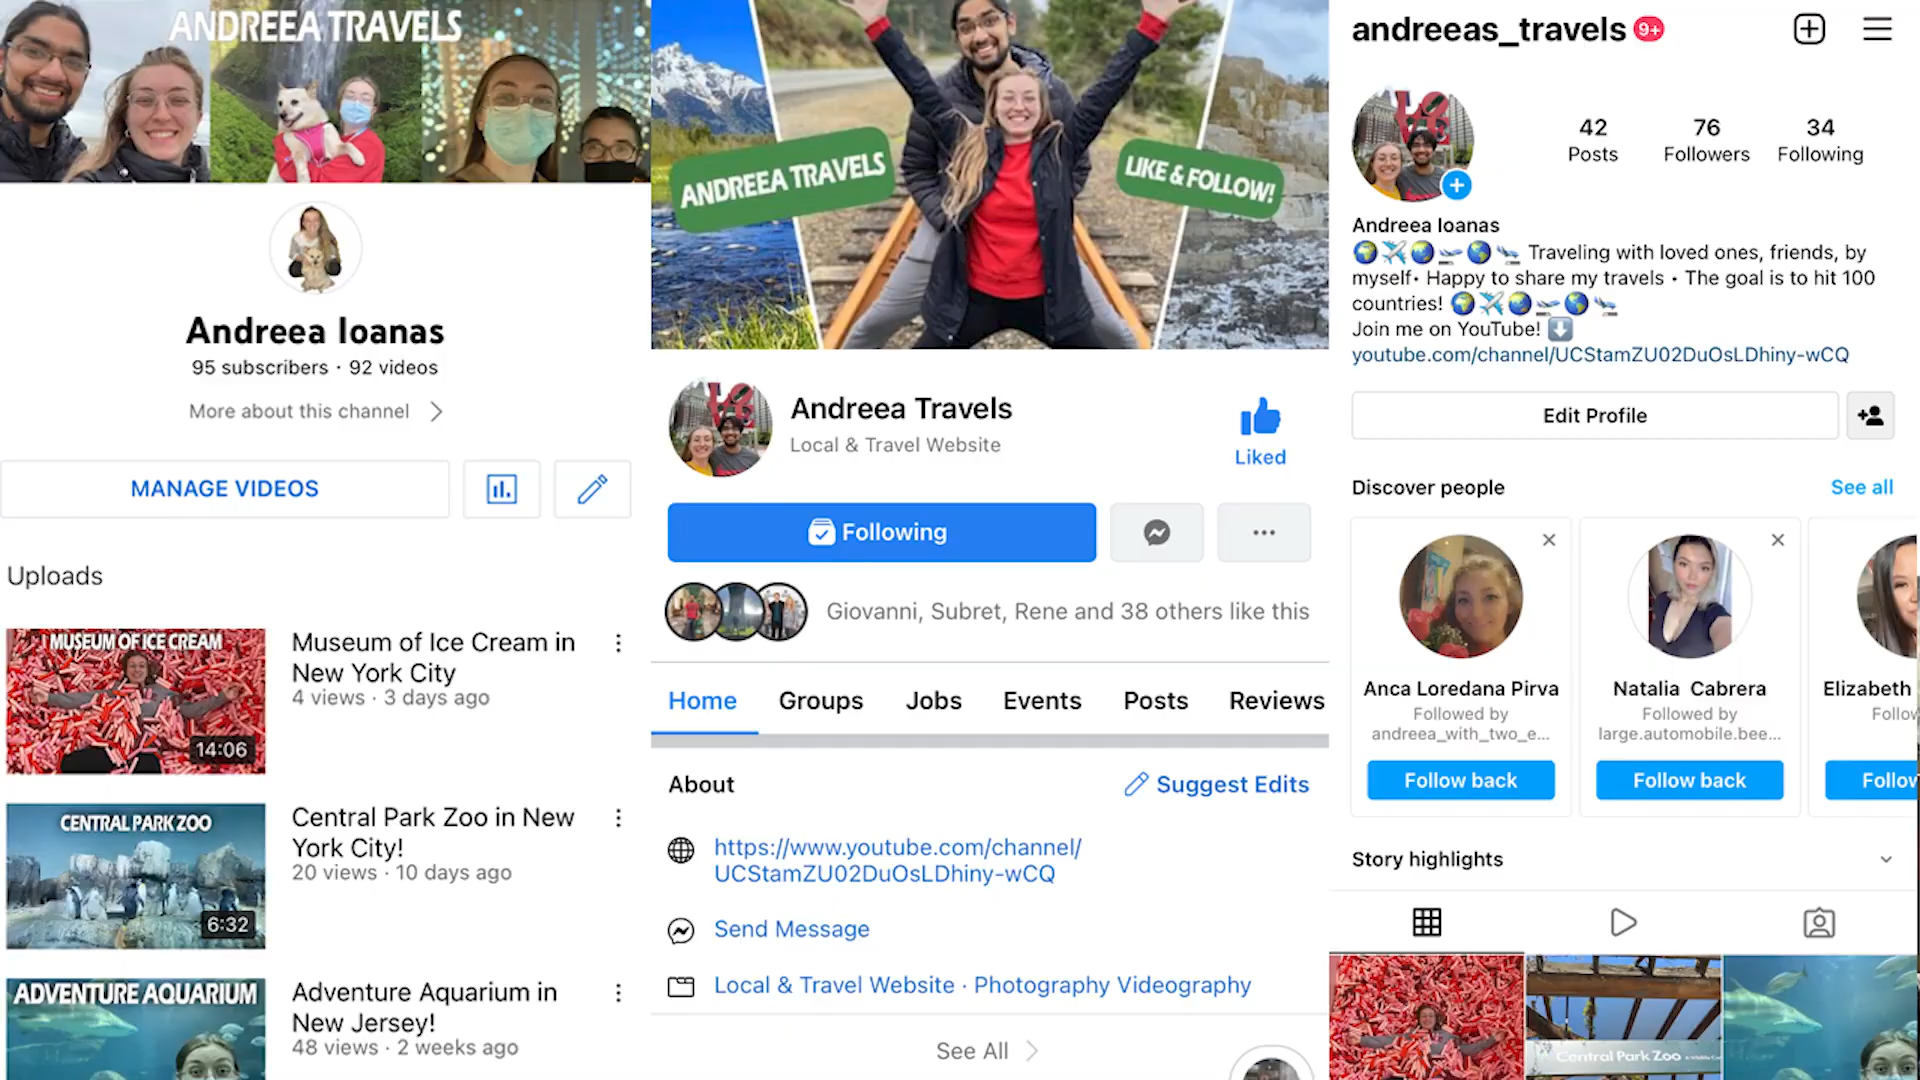 ANDREEA TRAVELS
Andreea Ioanas
95 subscribers · 92 videos
More about this channel
MANAGE VIDEOS
Uploads
I MUSEUM OF ICE CREAM
14:06
Museum of Ice Cream in
New York City
4 views · 3 days ago
CENTRAL PARK ZOO
6:32
Central Park Zoo in New
York City!
20 views · 10 days ago
ADVENTURE AQUARIUM
Adventure Aquarium in
New Jersey!
48 views · 2 weeks ago
ANDREEA TRAVELS
LIKE & FOLLOW!
Andreea Travels
Local & Travel Website
Liked
Following
Giovanni, Subret, Rene and 38 others like this
Home Groups Jobs Events Posts Reviews
About
Suggest Edits
https://www.youtube.com/channel/
UCStamZU02DuOsLDhiny-wCQ
Send Message
Local & Travel Website · Photography Videography
See All
andreeas_travels 9+
42 76 34
Posts Followers Following
Andreea Ioanas
🌍✈️🌏🛫🌎🛬 Traveling with loved ones, friends, by
myself• Happy to share my travels • The goal is to hit 100
countries! 🌍✈️🌏🛫🌎🛬
Join me on YouTube! ⬇️
youtube.com/channel/UCStamZU02DuOsLDhiny-wCQ
Edit Profile
Discover people
See all
Anca Loredana Pirva
Followed by
andreea_with_two_e...
Follow back
Natalia Cabrera
Followed by
large.automobile.bee...
Follow back
Elizabeth
Follow
Follow
Story highlights
LOVE
Central Park Zoo